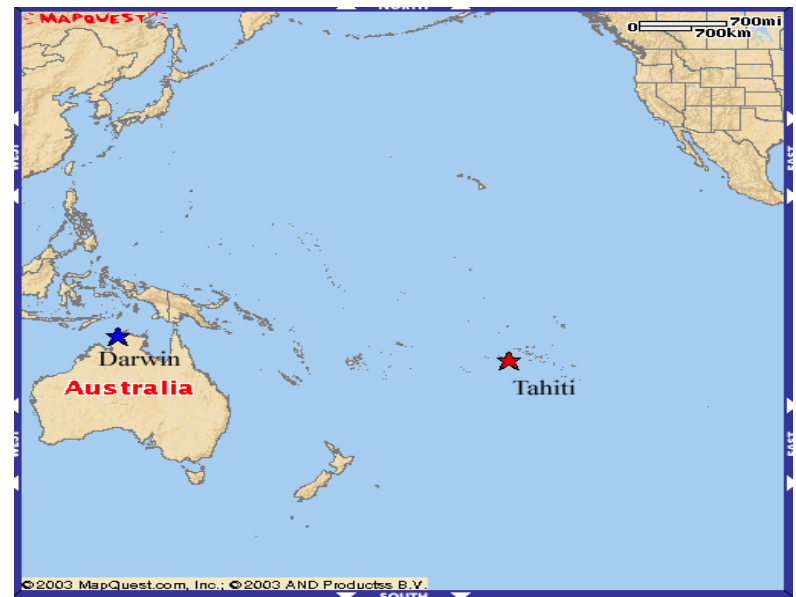 NORTH
MAPQUEST
0 700mi
700km
WEST
EAST
Darwin
Australia
Tahiti
WEST
EAST
©2003 MapQuest.com, Inc.; ©2003 AND Productss B.V.
SOUTH